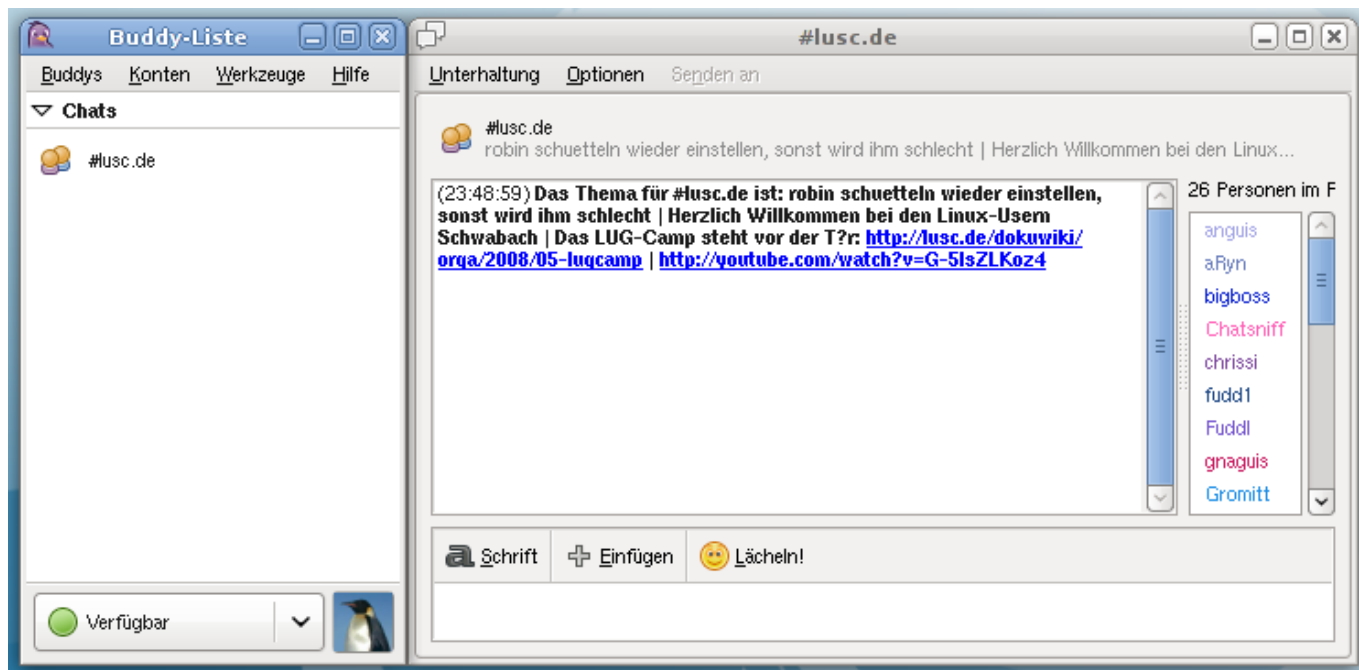 Buddy-Liste
Buddys Konten Werkzeuge Hilfe
Chats
#lusc.de
Verfügbar
#lusc.de
Unterhaltung Optionen Senden an
#lusc.de
robin schuetteln wieder einstellen, sonst wird ihm schlecht | Herzlich Willkommen bei den Linux...
(23:48:59) Das Thema für #lusc.de ist: robin schuetteln wieder einstellen,
sonst wird ihm schlecht | Herzlich Willkommen bei den Linux-Usern
Schwabach | Das LUG-Camp steht vor der T?r: http://lusc.de/dokuwiki/
orga/2008/05-lugcamp | http://youtube.com/watch?v=G-5IsZLKoz4
26 Personen im F
anguis
aRyn
bigboss
Chatsniff
chrissi
fudd1
Fuddl
gnaguis
Gromitt
Schrift Einfügen Lächeln!